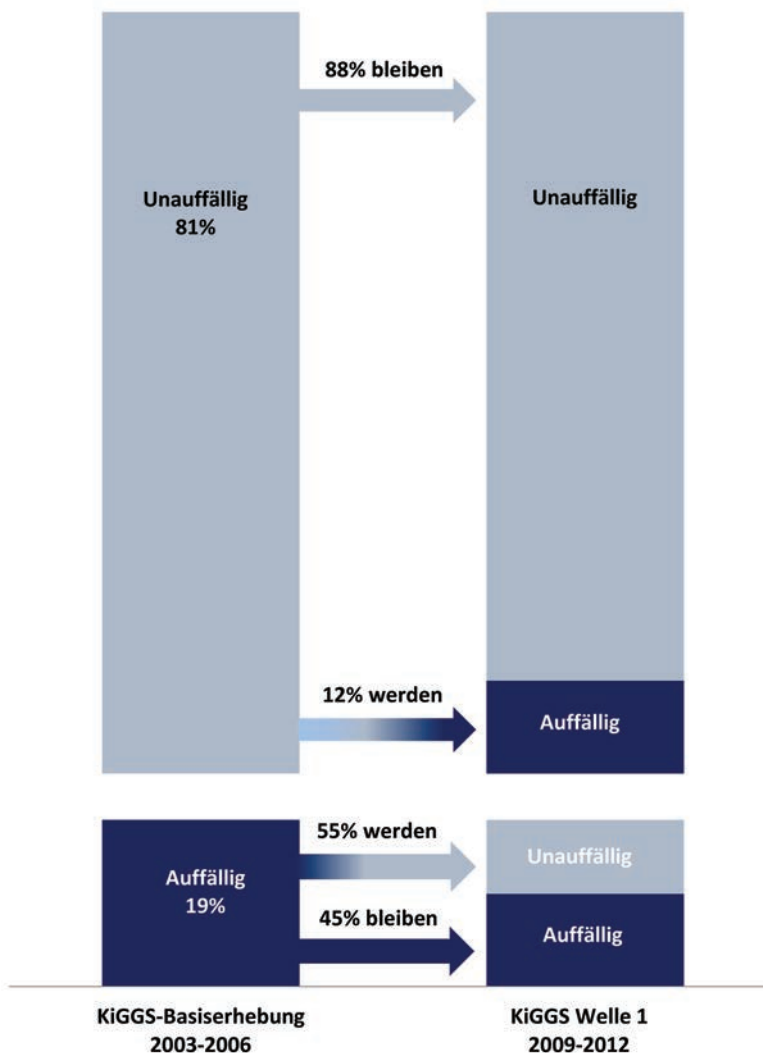 88% bleiben
Unauffällig
81%
Unauffällig
12% werden
Auffällig
55% werden
Unauffällig
Auffällig
19%
45% bleiben
Auffällig
KiGGS-Basiserhebung
2003-2006
KiGGS Welle 1
2009-2012